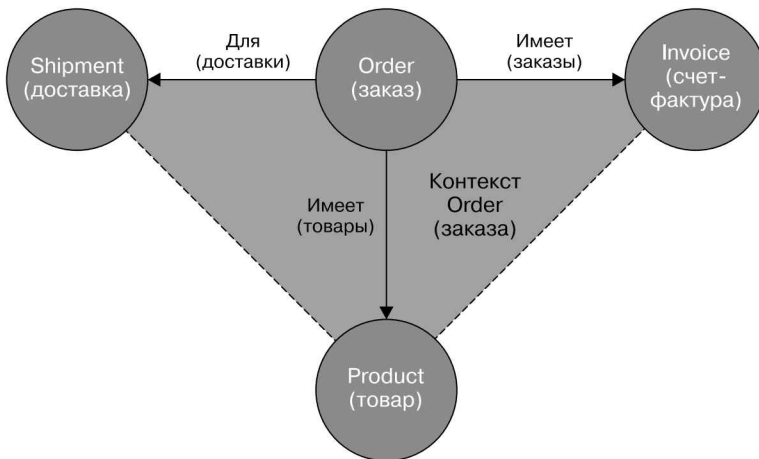 Shipment
(доставка)
Для
(доставки)
Order
(заказ)
Имеет
(заказы)
Invoice
(счет-
фактура)
Имеет
(товары)
Контекст
Order
(заказа)
Product
(товар)